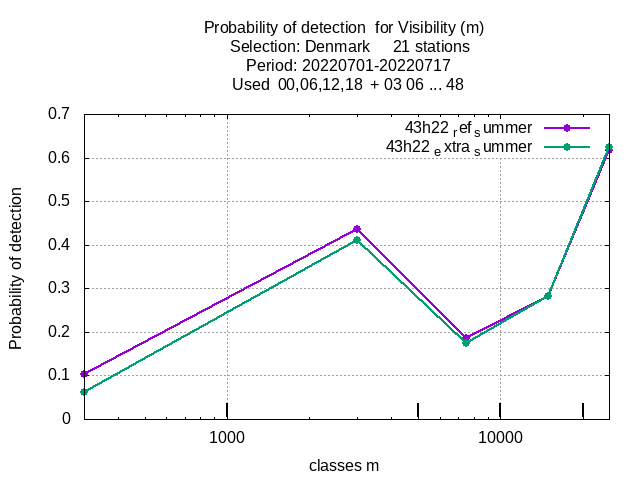 Probability of detection  for Visibility (m)
Selection: Denmark     21 stations
Period: 20220701-20220717
Used  00,06,12,18  + 03 06 ... 48
0.7
43h22 ref summer
43h22 extra summer
0.6
0.5
0.4
0.3
0.2
0.1
0
Probability of detection
1000
10000
classes m